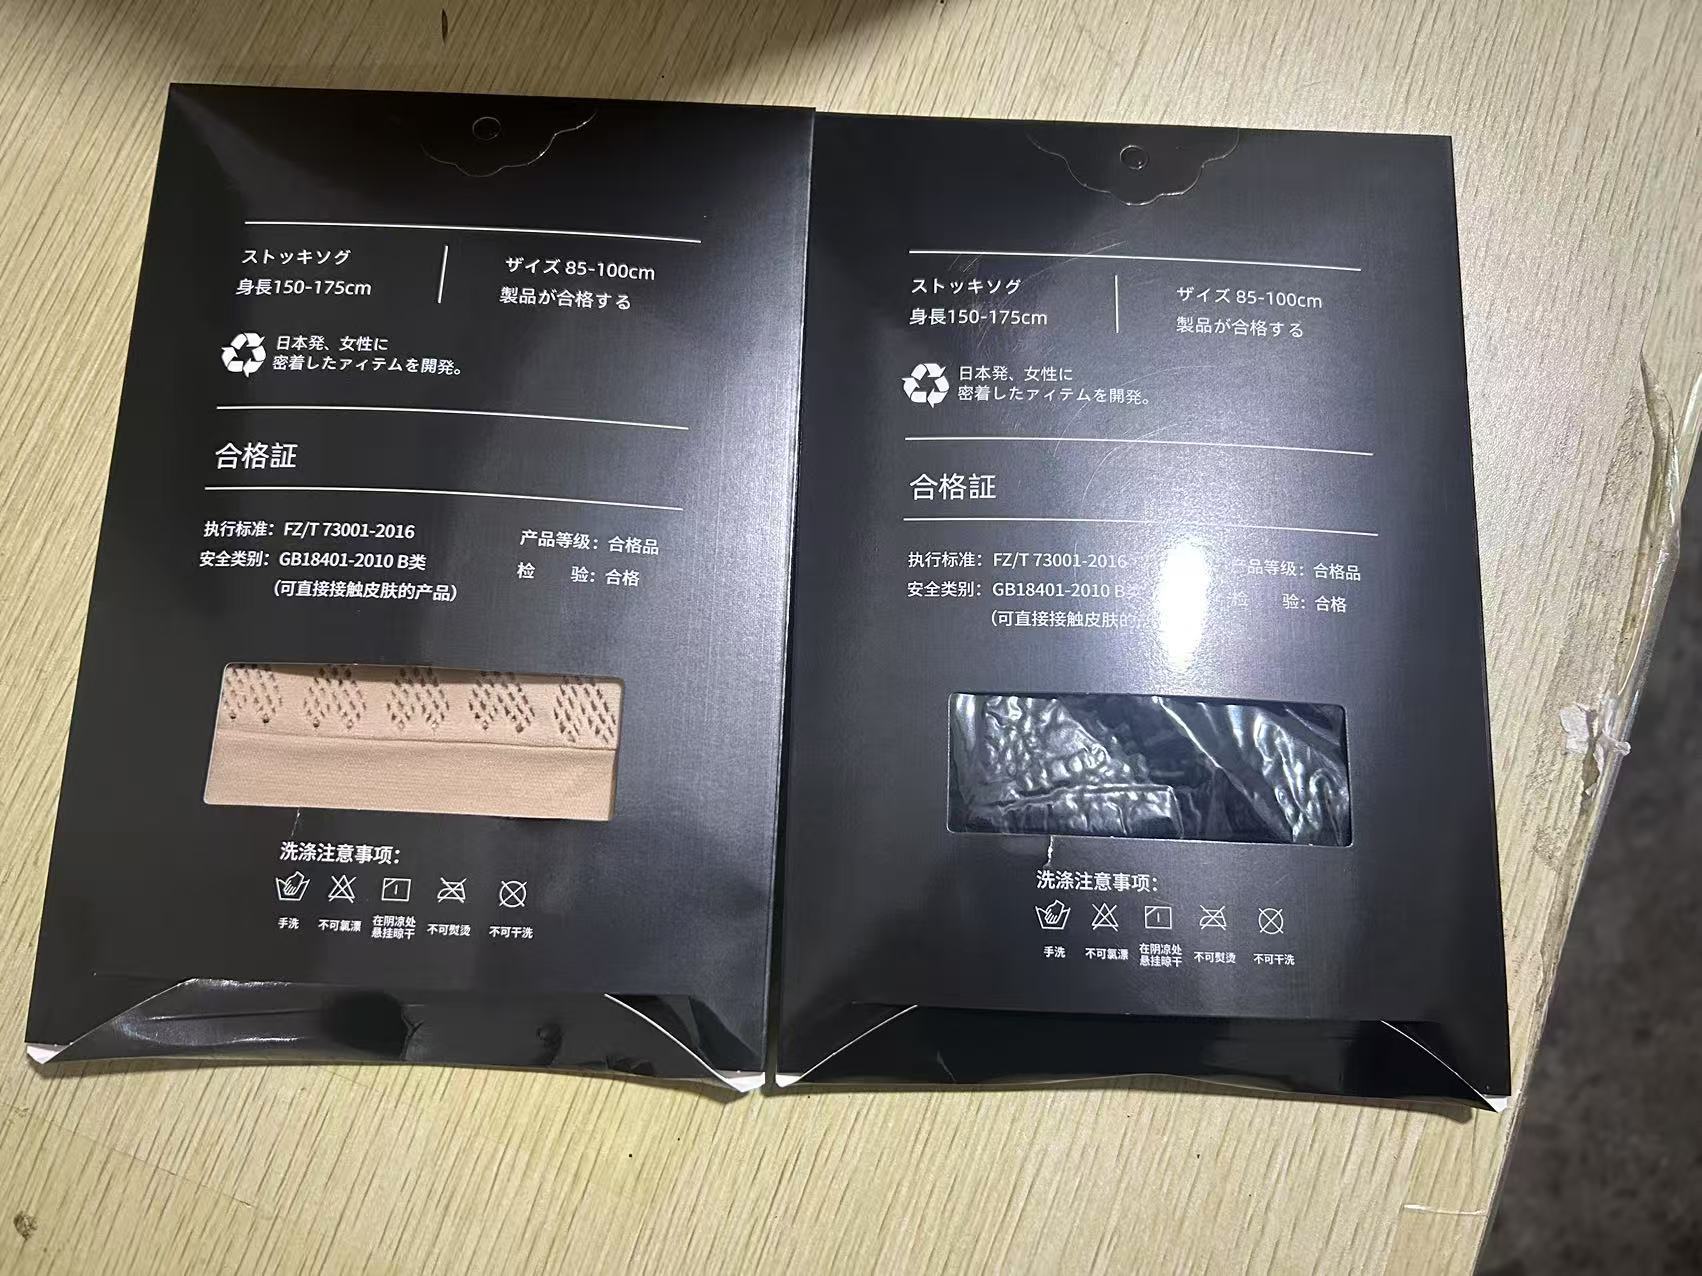 ストッキソグ
身長150-175cm
ザイズ 85-100cm
製品が合格する
日本発、女性に
密着したアイテムを開発。
合格証
执行标准：FZ/T 73001-2016
安全类别：GB18401-2010 B类
（可直接接触皮肤的产品）
产品等级：合格品
检 验：合格
洗涤注意事项：
手洗
不可氯漂
在阴凉处
悬挂晾干
不可熨烫
不可干洗
ストッキソグ
身長150-175cm
ザイズ 85-100cm
製品が合格する
日本発、女性に
密着したアイテムを開発。
合格証
执行标准：FZ/T 73001-2016
安全类别：GB18401-2010 B类
（可直接接触皮肤的
产品等级：合格品
检 验：合格
洗涤注意事项：
手洗
不可氯漂
在阴凉处
悬挂晾干
不可熨烫
不可干洗